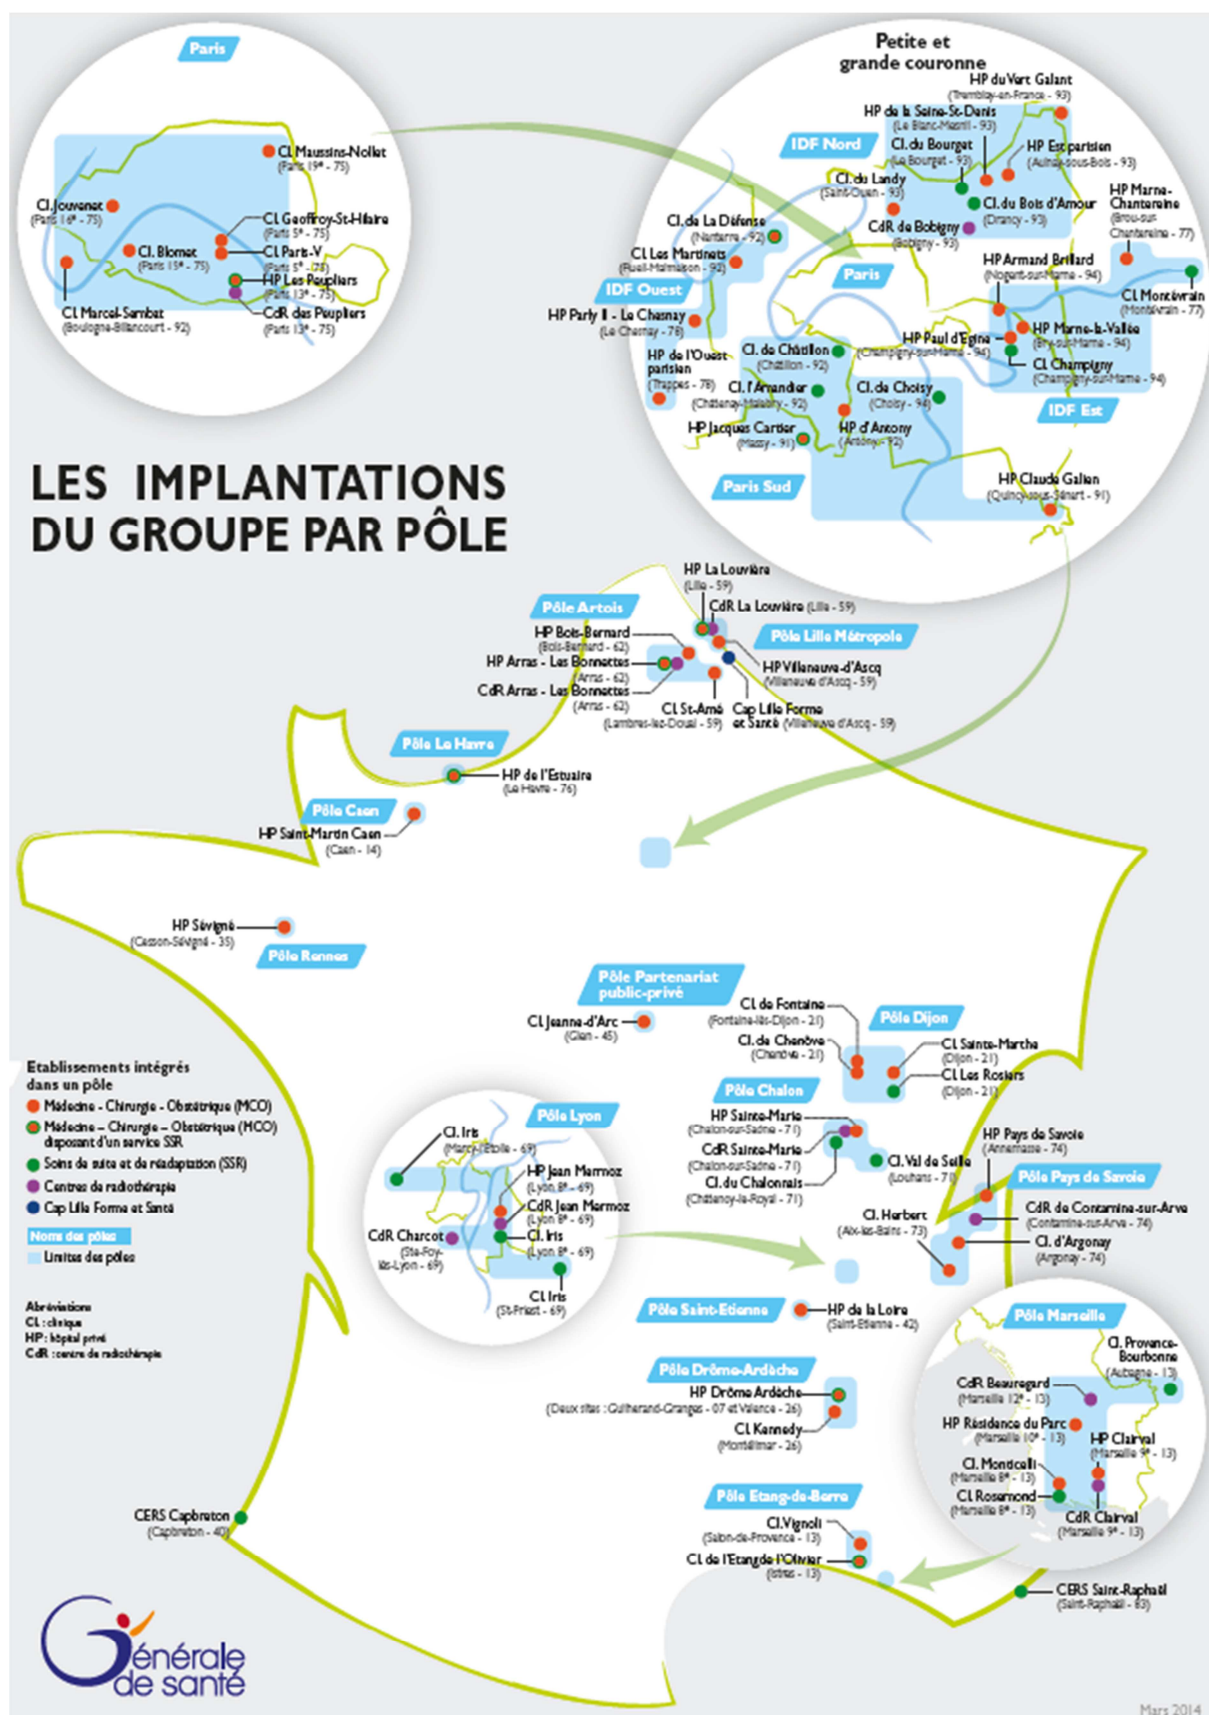 Paris
Cl. Maussins-Nollet
(Paris 19e - 75)
Cl. Jouvenet
(Paris 16e - 75)
Cl. Geoffroy-St-Hilaire
(Paris 5e - 75)
Cl. Blomet
(Paris 15e - 75)
Cl. Paris-V
(Paris 5e - 75)
HP Les Peupliers
(Paris 13e - 75)
CdR des Peupliers
(Paris 13e - 75)
Cl. Marcel-Sembat
(Boulogne-Billancourt - 92)
Petite et
grande couronne
HP du Vert Galant
(Tremblay-en-France - 93)
HP de la Seine-St-Denis
(Le Blanc-Mesnil - 93)
IDF Nord
Cl. du Bourget
(Le Bourget - 93)
HP Est parisien
(Aulnay-sous-Bois - 93)
Cl. du Landy
(Saint-Ouen - 93)
Cl. du Bois d'Amour
(Drancy - 93)
HP Marne-
Chantereine
(Brou-sur-
Chantereine - 77)
Cl. de La Défense
(Nanterre - 92)
CdR de Bobigny
(Bobigny - 93)
Cl. Les Martinets
(Rueil-Malmaison - 92)
Paris
HP Armand Brillard
(Nogent-sur-Marne - 94)
IDF Ouest
Cl. Montévrain
(Montévrain - 77)
HP Parly II - Le Chesnay
(Le Chesnay - 78)
HP Paul d'Egine
(Champigny-sur-Marne - 94)
HP Marne-la-Vallée
(Bry-sur-Marne - 94)
HP de l'Ouest
parisien
(Trappes - 78)
Cl. de Châtillon
(Châtillon - 92)
Cl. Champigny
(Champigny-sur-Marne - 94)
Cl. l'Amandier
(Châtenay-Malabry - 92)
Cl. de Choisy
(Choisy - 94)
IDF Est
HP Jacques Cartier
(Massy - 91)
HP d'Antony
(Antony - 92)
Paris Sud
HP Claude Galien
(Quincy-sous-Sénart - 91)
LES IMPLANTATIONS
DU GROUPE PAR PÔLE
HP La Louvière
(Lille - 59)
Pôle Artois
CdR La Louvière (Lille - 59)
HP Bois-Bernard
(Bois-Bernard - 62)
Pôle Lille Métropole
HP Arras - Les Bonnettes
(Arras - 62)
HP Villeneuve-d'Ascq
(Villeneuve d'Ascq - 59)
CdR Arras - Les Bonnettes
(Arras - 62)
Cl. St-Amé
(Lambres-lez-Douai - 59)
Cap Lille Forme
et Santé (Villeneuve d'Ascq - 59)
Pôle Le Havre
HP de l'Estuaire
(Le Havre - 76)
Pôle Caen
HP Saint-Martin Caen
(Caen - 14)
HP Sévigné
(Cesson-Sévigné - 35)
Pôle Rennes
Pôle Partenariat
public-privé
Cl. Jeanne-d'Arc
(Gien - 45)
Cl. de Fontaine
(Fontaine-lès-Dijon - 21)
Pôle Dijon
Cl. de Chenôve
(Chenôve - 21)
Cl. Sainte-Marthe
(Dijon - 21)
Cl. Les Rosiers
(Dijon - 21)
Etablissements intégrés
dans un pôle
Médecine - Chirurgie - Obstétrique (MCO)
Médecine – Chirurgie – Obstétrique (MCO)
disposant d'un service SSR
Soins de suite et de réadaptation (SSR)
Centres de radiothérapie
Cap Lille Forme et Santé
Noms des pôles
Limites des pôles
Abréviations
CL : clinique
HP : hôpital privé
CdR : centre de radiothérapie
Pôle Chalon
HP Sainte-Marie
(Chalon-sur-Saône - 71)
CdR Sainte-Marie
(Chalon-sur-Saône - 71)
Cl. du Chalonnais
(Châtenoy-le-Royal - 71)
Cl. Val de Seille
(Louhans - 71)
Pôle Lyon
Cl. Iris
(Marcy-l'Etoile - 69)
HP Jean Mermoz
(Lyon 8e - 69)
CdR Jean Mermoz
(Lyon 8e - 69)
CdR Charcot
(Ste-Foy-
lès-Lyon - 69)
Cl. Iris
(Lyon 8e - 69)
Cl. Iris
(St-Priest - 69)
HP Pays de Savoie
(Annemasse - 74)
Pôle Pays de Savoie
CdR de Contamine-sur-Arve
(Contamine-sur-Arve - 74)
Cl. Herbert
(Aix-les-Bains - 73)
Cl. d'Argonay
(Argonay - 74)
Pôle Saint-Etienne
HP de la Loire
(Saint-Etienne - 42)
Pôle Drôme-Ardèche
HP Drôme Ardèche
(Deux sites : Guilherand-Granges - 07 et Valence - 26)
Cl. Kennedy
(Montélimar - 26)
Pôle Marseille
Cl. Provence-
Bourbonne
(Aubagne - 13)
CdR Beauregard
(Marseille 12e - 13)
HP Résidence du Parc
(Marseille 10e - 13)
HP Clairval
(Marseille 9e - 13)
Cl. Monticelli
(Marseille 8e - 13)
Cl. Rosemond
(Marseille 8e - 13)
CdR Clairval
(Marseille 9e - 13)
Pôle Etang-de-Berre
Cl. Vignoli
(Salon-de-Provence - 13)
Cl. de l'Etang de l'Olivier
(Istres - 13)
CERS Capbreton
(Capbreton - 40)
CERS Saint-Raphaël
(Saint-Raphaël - 83)
Générale
de santé
Mars 2014